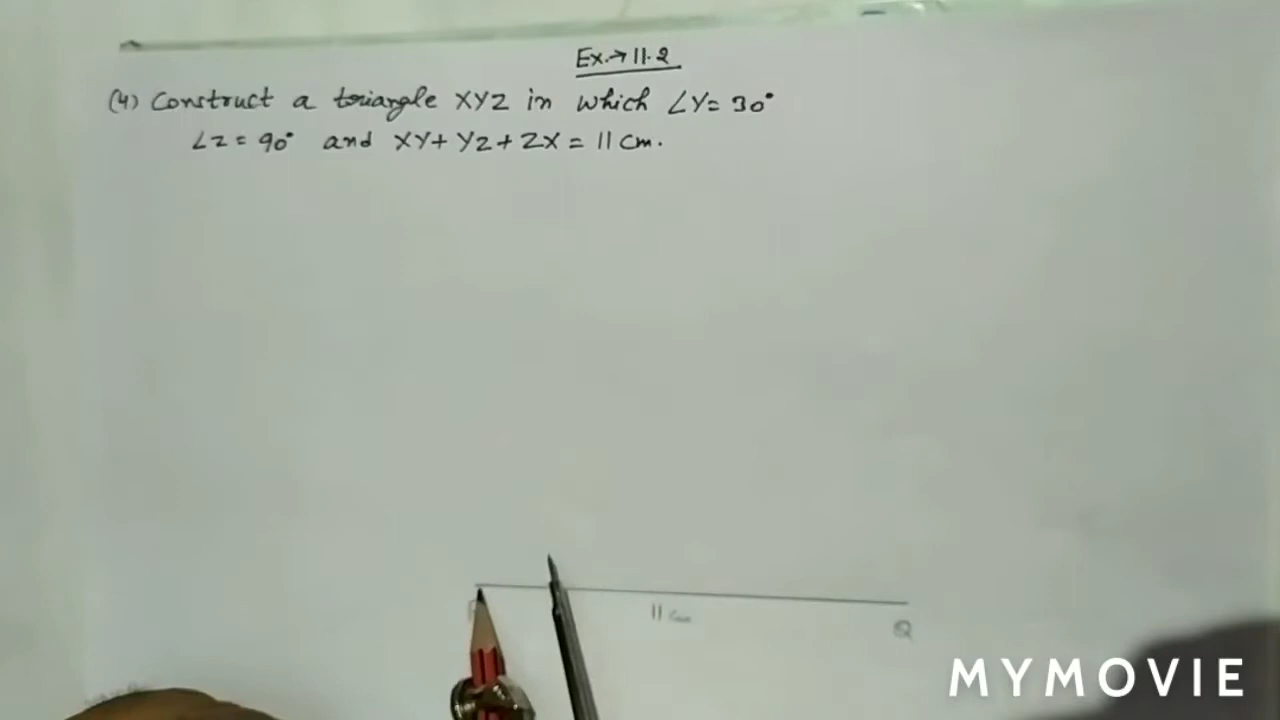 Ex.→ 11.2
(4) Construct a triangle XYZ in which ∠Y= 30°
∠Z= 90° and XY+ YZ+ ZX = 11 cm.
11 cm
Q
MYMOVIE